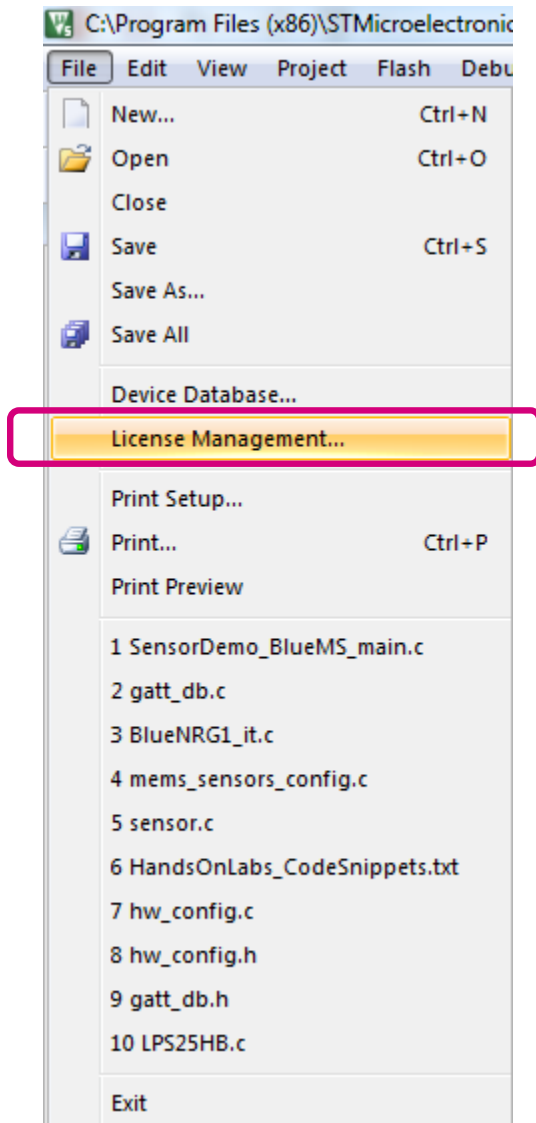 C:\Program Files (x86)\STMicroelectronic
File Edit View Project Flash Debu
New... Ctrl+N
Open Ctrl+O
Close
Save Ctrl+S
Save As...
Save All
Device Database...
License Management...
Print Setup...
Print... Ctrl+P
Print Preview
1 SensorDemo_BlueMS_main.c
2 gatt_db.c
3 BlueNRG1_it.c
4 mems_sensors_config.c
5 sensor.c
6 HandsOnLabs_CodeSnippets.txt
7 hw_config.c
8 hw_config.h
9 gatt_db.h
10 LPS25HB.c
Exit